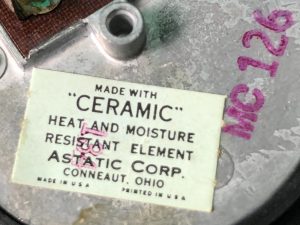 MADE WITH
"CERAMIC"
HEAT AND MOISTURE
RESISTANT ELEMENT
ASTATIC CORP.
CONNEAUT, OHIO
MADE IN U S A PRINTED IN U S A
MC 126